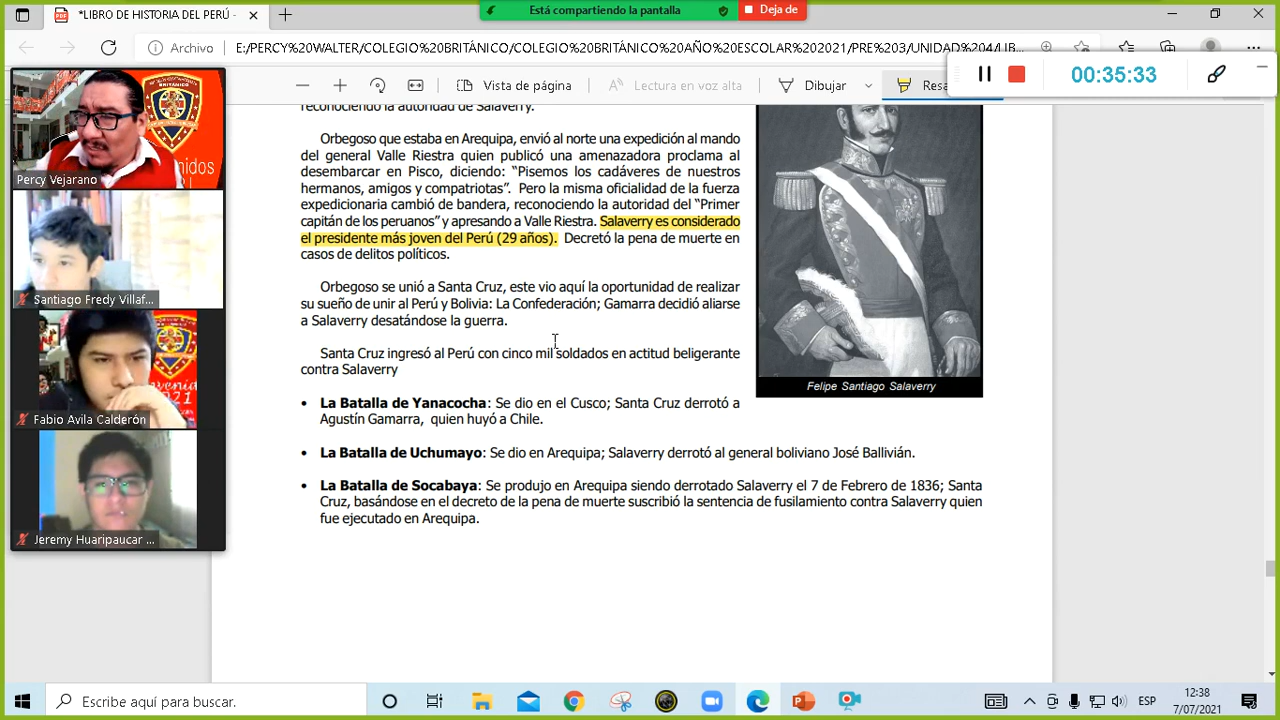 *LIBRO DE HISTORIA DEL PERÚ -
Está compartiendo la pantalla
Deja de
Archivo
E:/PERCY%20WALTER/COLEGIO%20BRITÁNICO/COLEGIO%20BRITÁNICO%20AÑO%20ESCOLAR%202021/PRE%203/UNIDAD%204/LIB...
Vista de página
Lectura en voz alta
Dibujar
Resa
00:35:33
reconociendo la autoridad de Salaverry.
Orbegoso que estaba en Arequipa, envió al norte una expedición al mando
del general Valle Riestra quien publicó una amenazadora proclama al
desembarcar en Pisco, diciendo: “Pisemos los cadáveres de nuestros
hermanos, amigos y compatriotas”. Pero la misma oficialidad de la fuerza
expedicionaria cambió de bandera, reconociendo la autoridad del “Primer
capitán de los peruanos” y apresando a Valle Riestra. Salaverry es considerado
el presidente más joven del Perú (29 años). Decretó la pena de muerte en
casos de delitos políticos.
Orbegoso se unió a Santa Cruz, este vio aquí la oportunidad de realizar
su sueño de unir al Perú y Bolivia: La Confederación; Gamarra decidió aliarse
a Salaverry desatándose la guerra.
Santa Cruz ingresó al Perú con cinco mil soldados en actitud beligerante
contra Salaverry
Felipe Santiago Salaverry
• La Batalla de Yanacocha: Se dio en el Cusco; Santa Cruz derrotó a
Agustín Gamarra, quien huyó a Chile.
• La Batalla de Uchumayo: Se dio en Arequipa; Salaverry derrotó al general boliviano José Ballivián.
• La Batalla de Socabaya: Se produjo en Arequipa siendo derrotado Salaverry el 7 de Febrero de 1836; Santa
Cruz, basándose en el decreto de la pena de muerte suscribió la sentencia de fusilamiento contra Salaverry quien
fue ejecutado en Arequipa.
Percy Vejarano
Santiago Fredy Villaf...
Fabio Avila Calderón
Jeremy Huaripaucar ...
Escribe aquí para buscar.
ESP
12:38
7/07/2021